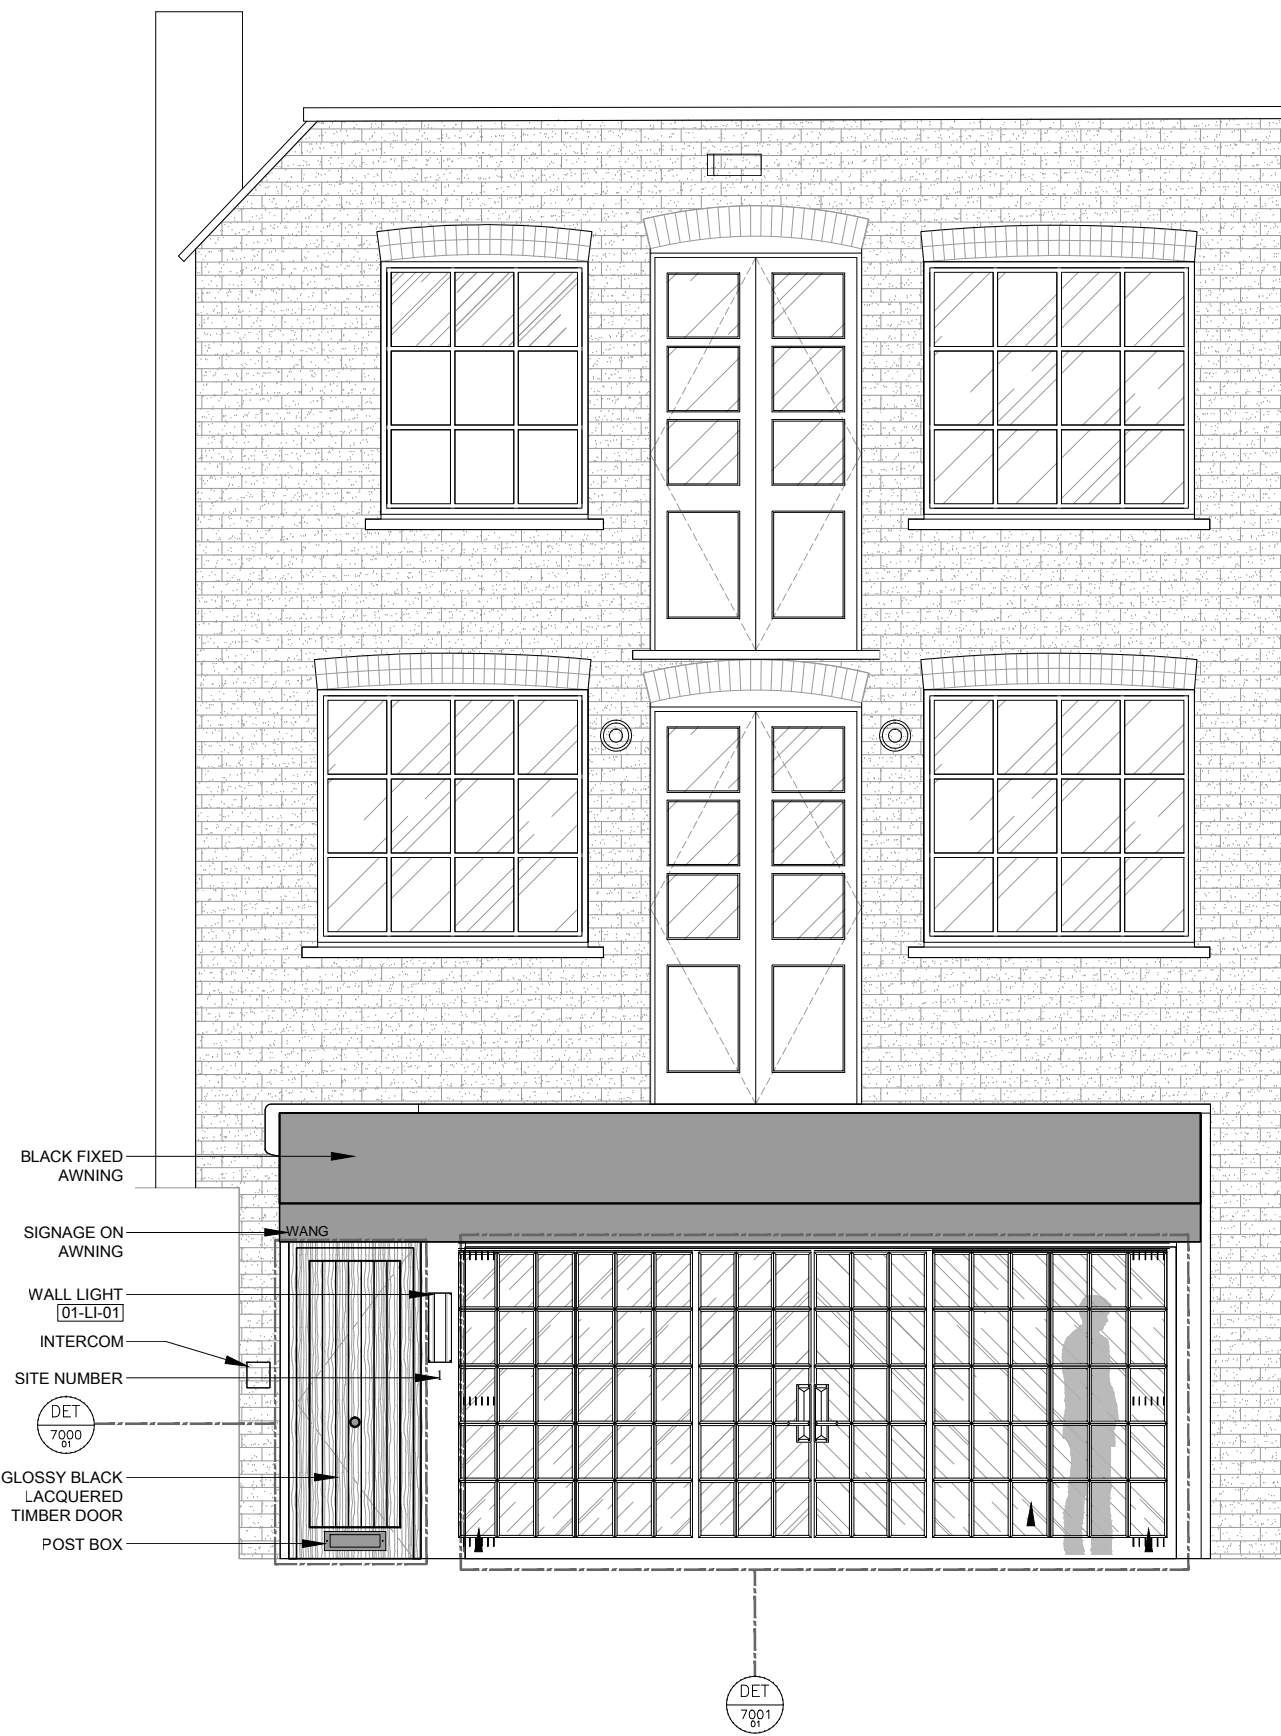 BLACK FIXED
AWNING
SIGNAGE ON
AWNING
WANG
WALL LIGHT
01-LI-01
INTERCOM
SITE NUMBER
1
DET
7000
01
GLOSSY BLACK
LACQUERED
TIMBER DOOR
POST BOX
DET
7001
01